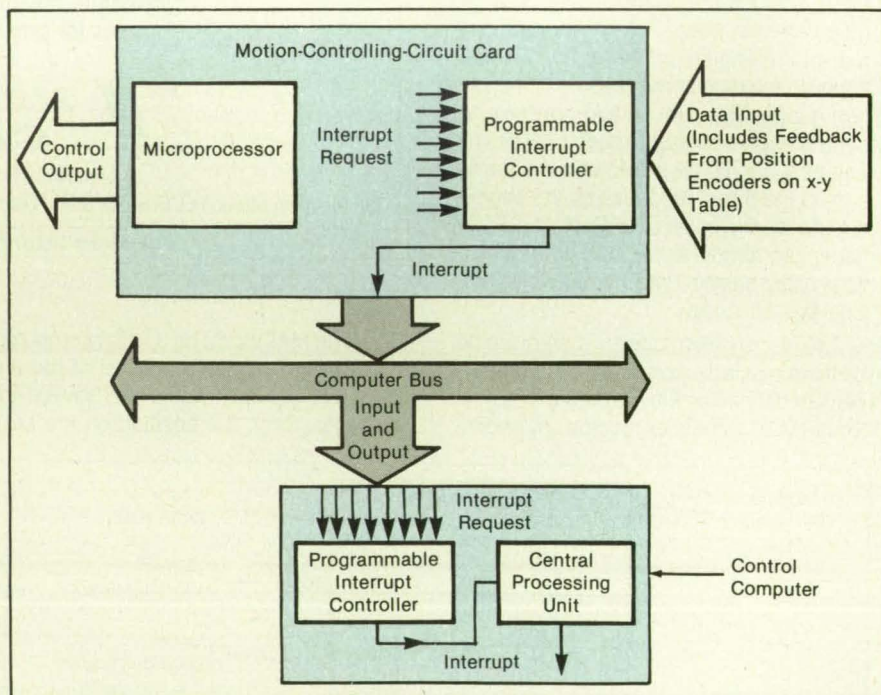 Motion-Controlling-Circuit Card
Control
Output
Microprocessor
Interrupt
Request
Programmable
Interrupt
Controller
Data Input
(Includes Feedback
From Position
Encoders on x-y
Table)
Interrupt
Computer Bus
Input
and
Output
Interrupt
Request
Programmable
Interrupt
Controller
Central
Processing
Unit
Control
Computer
Interrupt